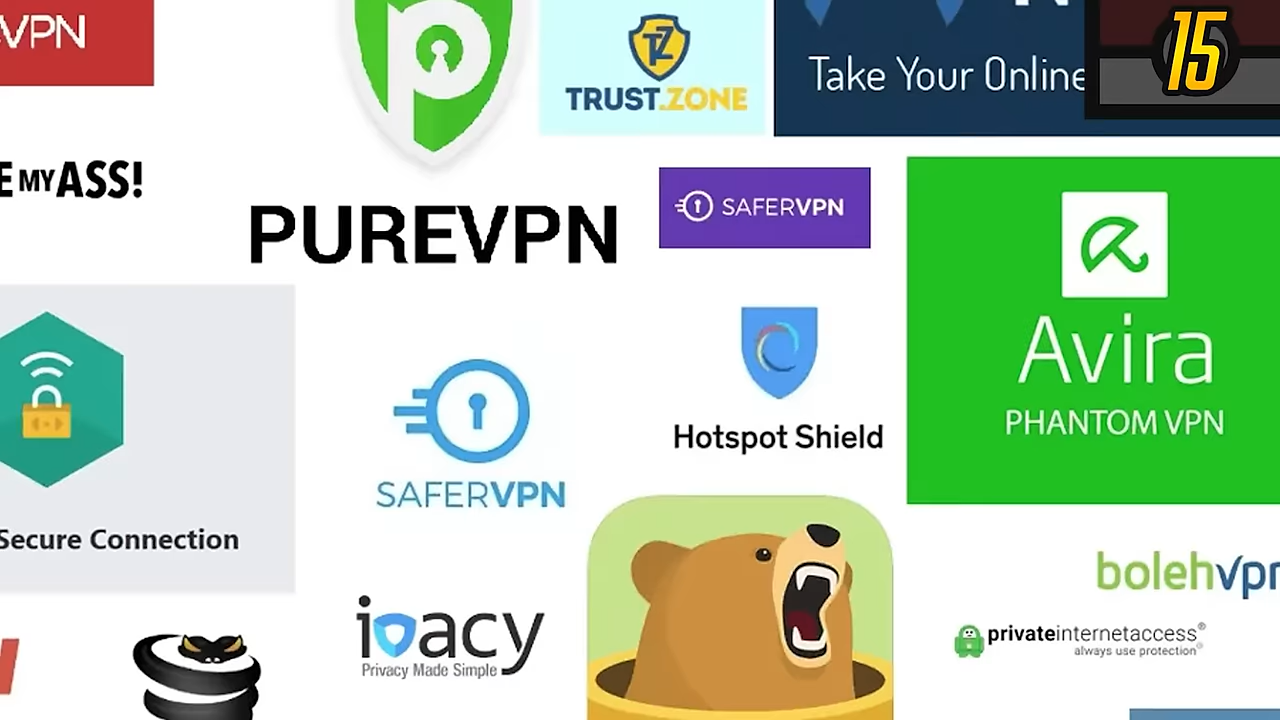 VPN
TRUST.ZONE
Take Your Online
15
E MY ASS!
PUREVPN
SAFERVPN
Avira
PHANTOM VPN
Hotspot Shield
SAFERVPN
Secure Connection
bolehvpn
ivacy
Privacy Made Simple
privateinternetaccess®
always use protection®